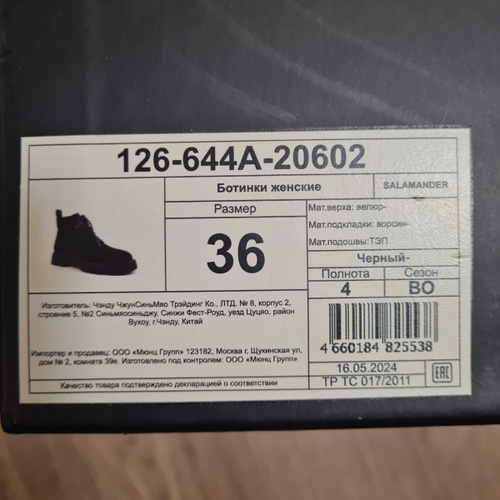 126-644A-20602
Ботинки женские
SALAMANDER
Размер
36
Мат.верха: велюр-
Мат.подкладки: ворсин-
Мат.подошвы:ТЭП
Черный-
Полнота
Сезон
4
ВО
Изготовитель: Чэнду ЧжунСиньМяо Трэйдинг Ко., ЛТД. № 8, корпус 2,
строение 5, №2 Синьмяосиньджу, Синжи Фест-Роуд, уезд Цуцяо, район
Вухоу, г.Чэнду, Китай
4 660184 825538
Импортер и продавец: ООО «Мюнц Групп» 123182, Москва г, Щукинская ул,
дом № 2, комната 39е. Изготовлено под контролем: ООО «Мюнц Групп»
16.05.2024
Качество товара подтверждено декларацией о соответствии
ТР ТС 017/2011
EAC